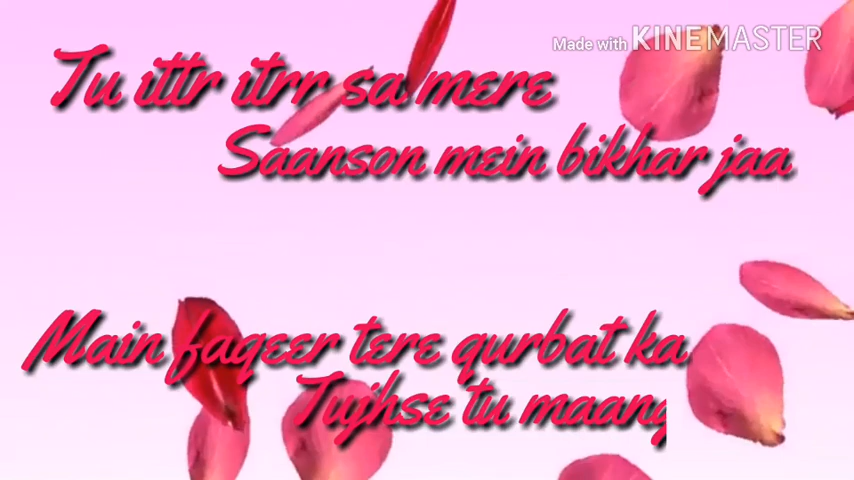 Made with KINEMASTER
Tu ittr itrr sa mere
Saanson mein bikhar jaa
Main faqeer tere qurbat ka
Tujhse tu maang